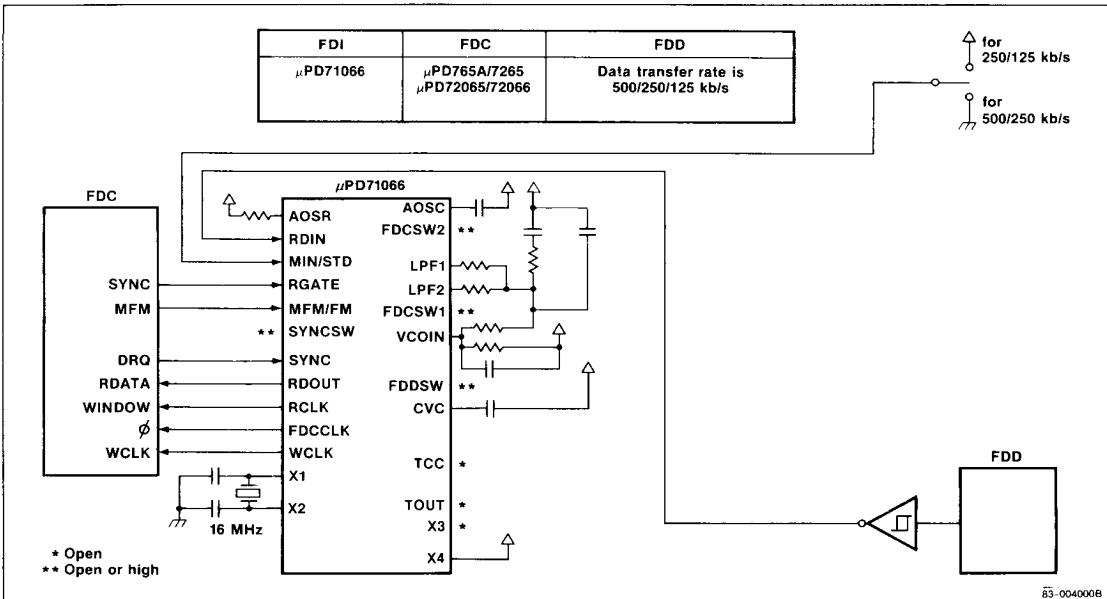 FDI FDC FDD
μPD71066 μPD765A/7265 Data transfer rate is
μPD72065/72066 500/250/125 kb/s
for
250/125 kb/s
for
500/250 kb/s
μPD71066
FDC
AOSR
RDIN
MIN/STD
RGATE
MFM/FM
** SYNCSW
SYNC
RDOUT
RCLK
FDCCLK
WCLK
X1
X2
SYNC
MFM
DRQ
RDATA
WINDOW
ϕ
WCLK
16 MHz
AOSC
FDCSW2 **
LPF1
LPF2
FDCSW1 **
VCOIN
FDDSW **
CVC
TCC *
TOUT *
X3 *
X4
FDD
* Open
** Open or high
83-004000B